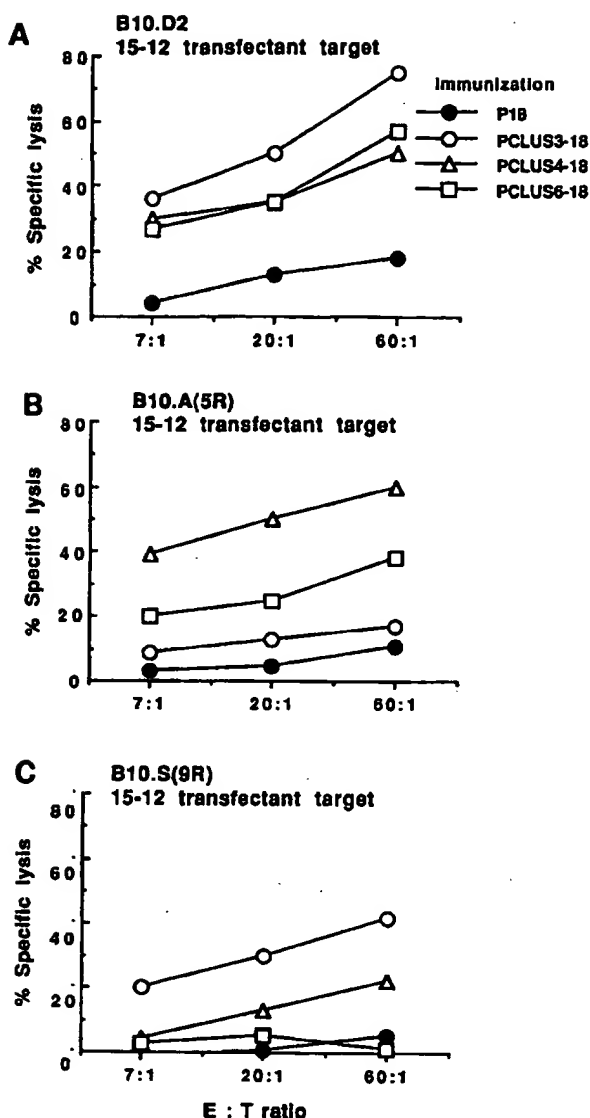 A
B10.D2
15-12 transfectant target
% Specific lysis
80
60
40
20
0
7:1
20:1
60:1
Immunization
P18
PCLUS3-18
PCLUS4-18
PCLUS6-18
B
B10.A(5R)
15-12 transfectant target
% Specific lysis
80
60
40
20
0
7:1
20:1
60:1
C
B10.S(9R)
15-12 transfectant target
% Specific lysis
80
60
40
20
0
7:1
20:1
60:1
E : T ratio